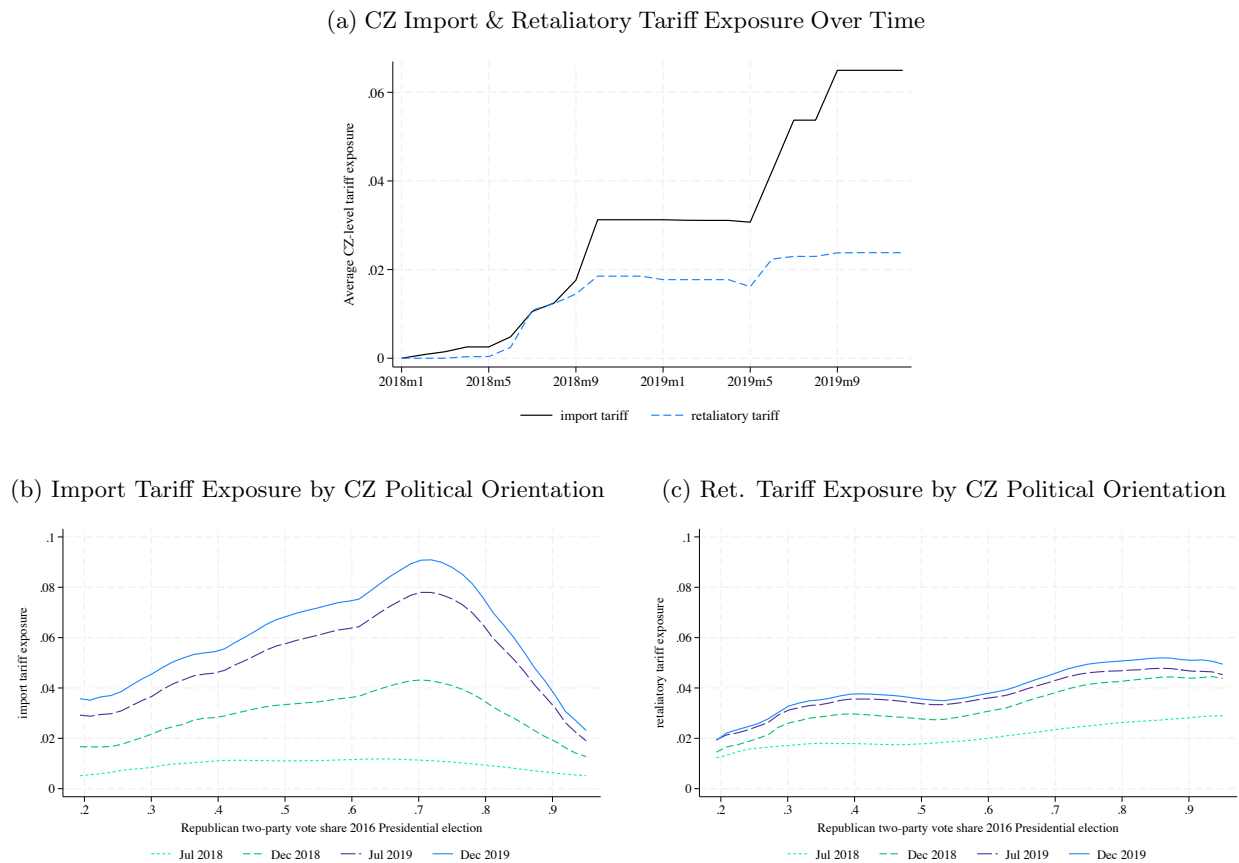 (a) CZ Import & Retaliatory Tariff Exposure Over Time
Average CZ-level tariff exposure
.06
.04
.02
0
2018m1 2018m5 2018m9 2019m1 2019m5 2019m9
import tariff retaliatory tariff
(b) Import Tariff Exposure by CZ Political Orientation
import tariff exposure
.1
.08
.06
.04
.02
0
.2 .3 .4 .5 .6 .7 .8 .9
Republican two-party vote share 2016 Presidential election
Jul 2018 Dec 2018 Jul 2019 Dec 2019
(c) Ret. Tariff Exposure by CZ Political Orientation
retaliatory tariff exposure
.1
.08
.06
.04
.02
0
.2 .3 .4 .5 .6 .7 .8 .9
Republican two-party vote share 2016 Presidential election
Jul 2018 Dec 2018 Jul 2019 Dec 2019